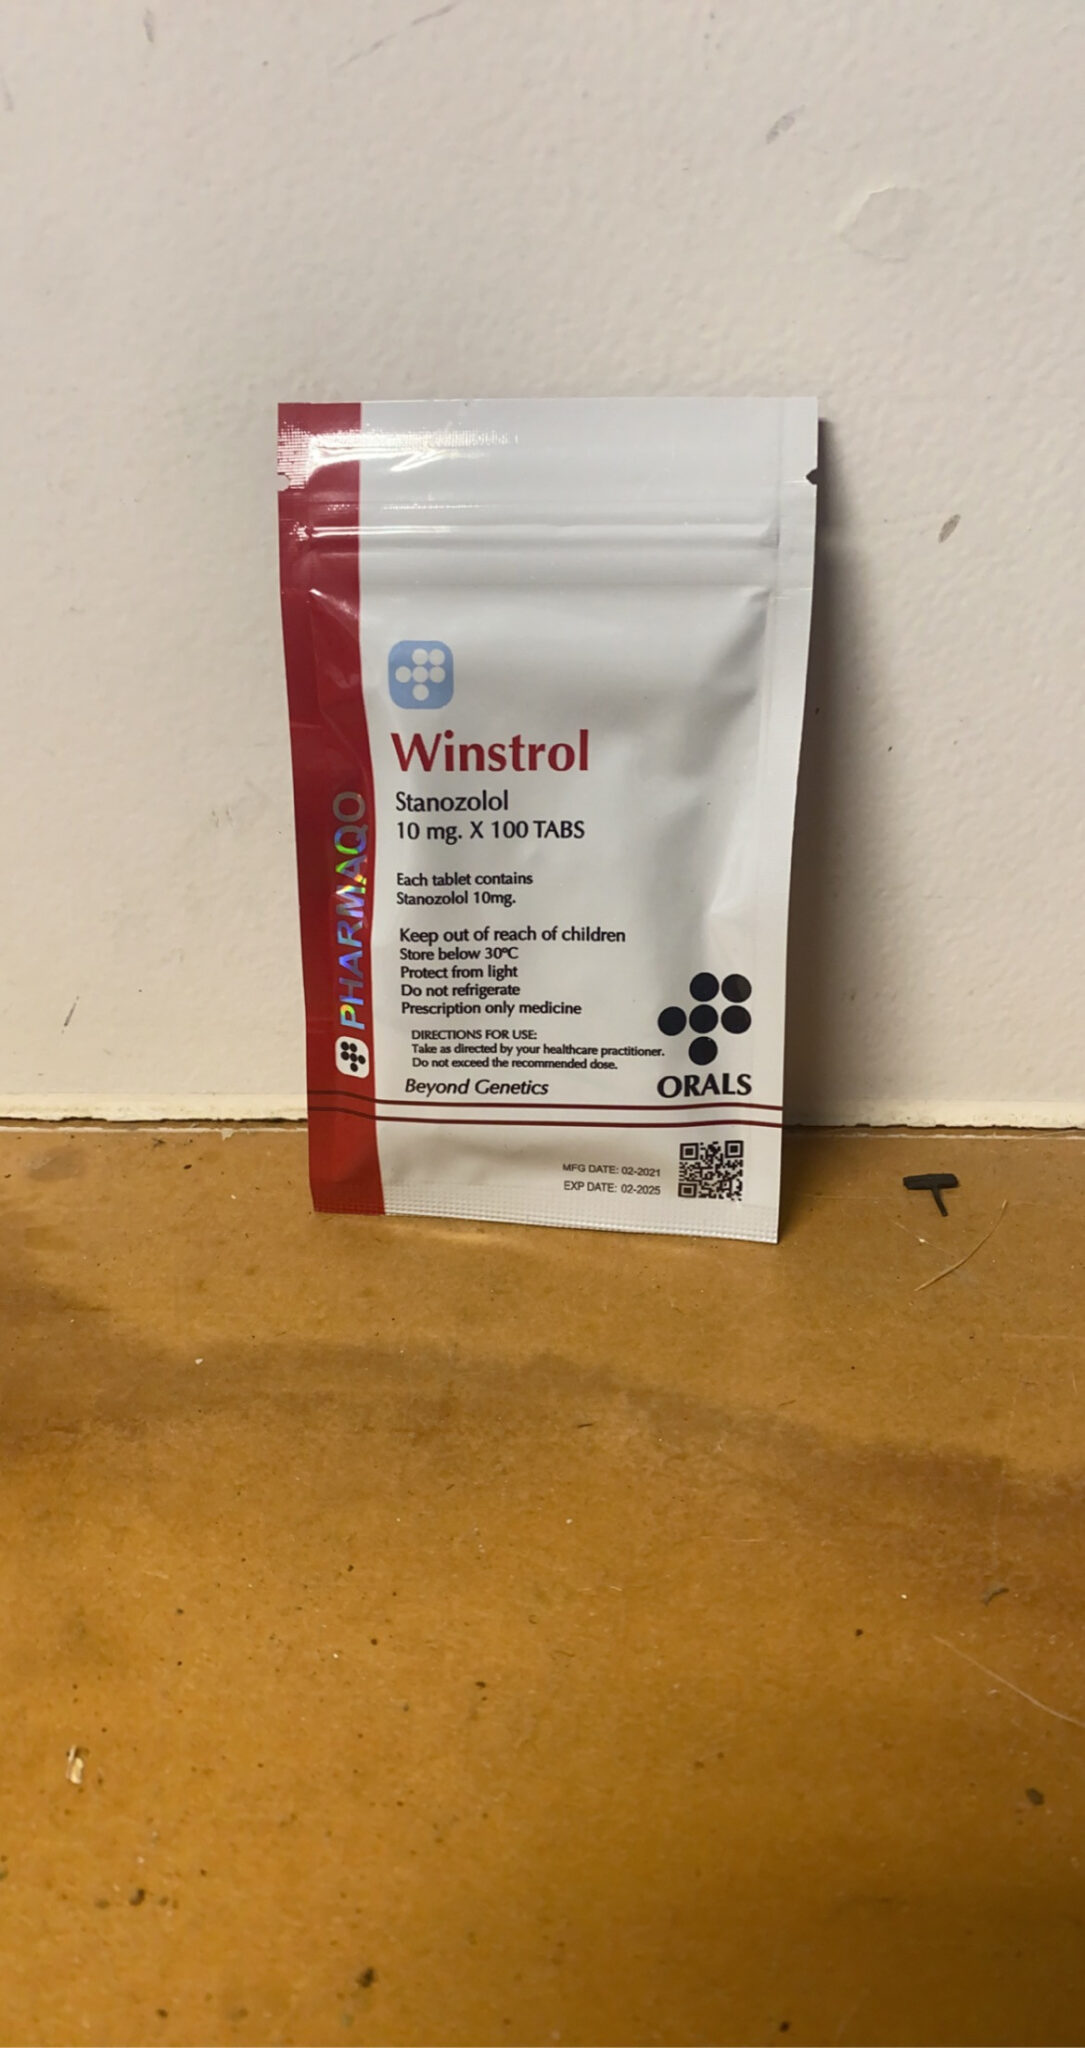 Winstrol
Stanozolol
10 mg. X 100 TABS
Each tablet contains
Stanozolol 10mg.
Keep out of reach of children
Store below 30ºC
Protect from light
Do not refrigerate
Prescription only medicine
DIRECTIONS FOR USE:
Take as directed by your healthcare practitioner.
Do not exceed the recommended dose.
Beyond Genetics
ORALS
MFG DATE: 02-2021
EXP DATE: 02-2025
PHARMAQO